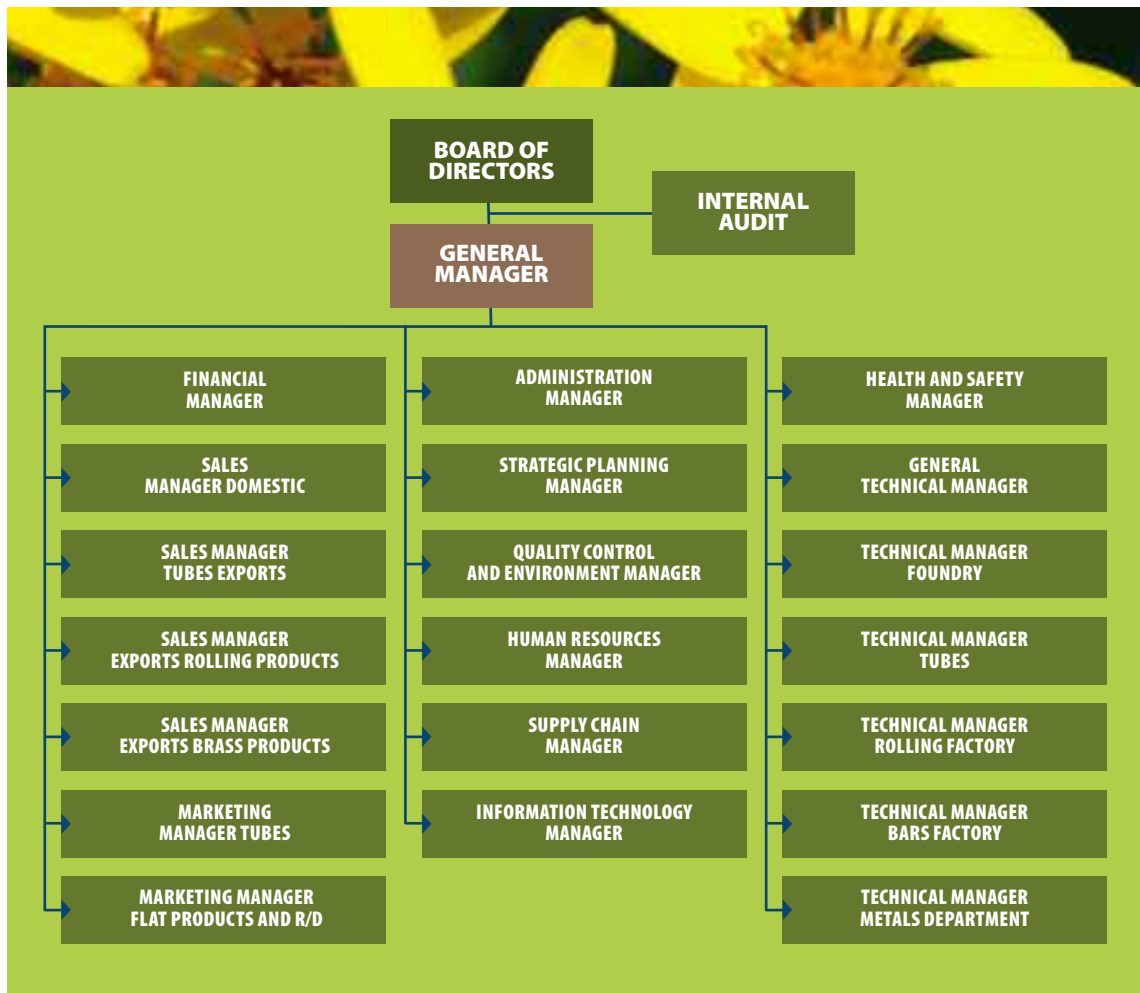 BOARD OF
DIRECTORS
INTERNAL
AUDIT
GENERAL
MANAGER
FINANCIAL
MANAGER
SALES
MANAGER DOMESTIC
SALES MANAGER
TUBES EXPORTS
SALES MANAGER
EXPORTS ROLLING PRODUCTS
SALES MANAGER
EXPORTS BRASS PRODUCTS
MARKETING
MANAGER TUBES
MARKETING MANAGER
FLAT PRODUCTS AND R/D
ADMINISTRATION
MANAGER
STRATEGIC PLANNING
MANAGER
QUALITY CONTROL
AND ENVIRONMENT MANAGER
HUMAN RESOURCES
MANAGER
SUPPLY CHAIN
MANAGER
INFORMATION TECHNOLOGY
MANAGER
HEALTH AND SAFETY
MANAGER
GENERAL
TECHNICAL MANAGER
TECHNICAL MANAGER
FOUNDRY
TECHNICAL MANAGER
TUBES
TECHNICAL MANAGER
ROLLING FACTORY
TECHNICAL MANAGER
BARS FACTORY
TECHNICAL MANAGER
METALS DEPARTMENT